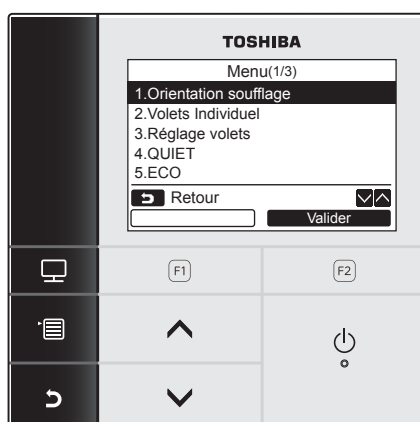 TOSHIBA
Menu(1/3)
1.Orientation soufflage
2.Volets Individuel
3.Réglage volets
4.QUIET
5.ECO
Retour
Valider
F1
F2